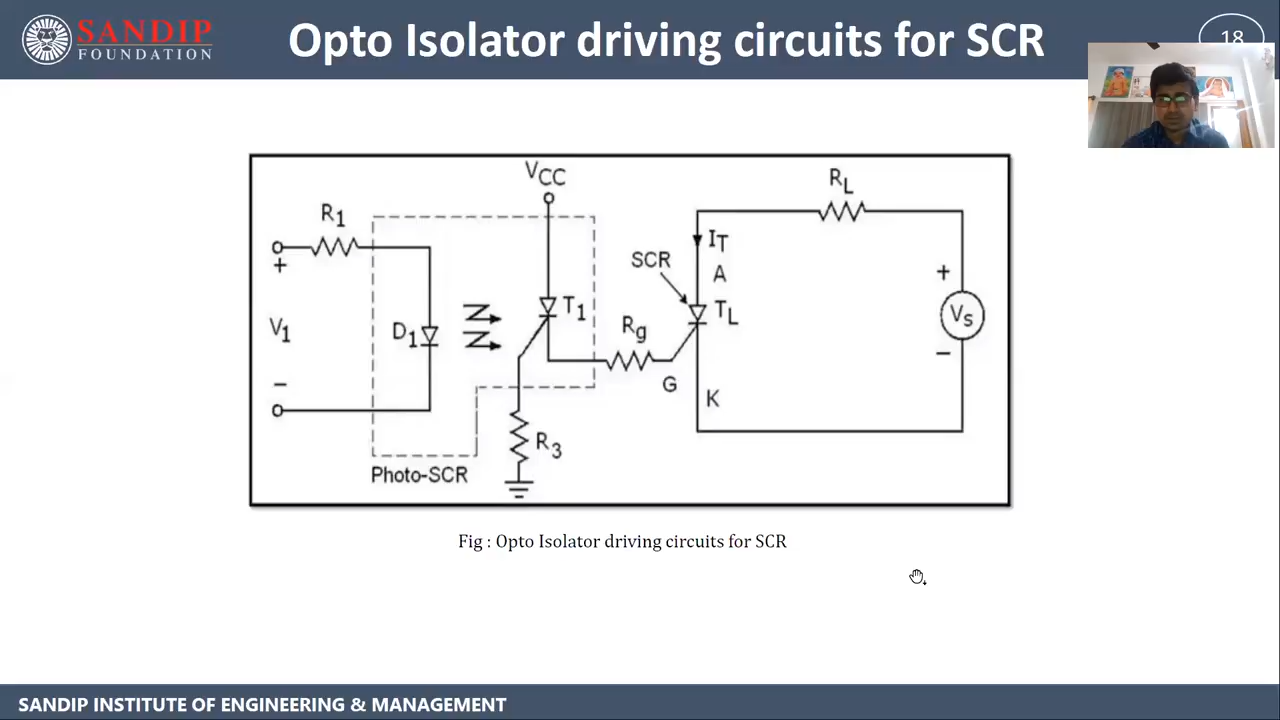 SANDIP
FOUNDATION
Opto Isolator driving circuits for SCR
18
VCC
RL
R1
+
IT
SCR
A
+
V1
D1
T1
TL
Vs
Rg
−
−
G
K
R3
Photo-SCR
Fig : Opto Isolator driving circuits for SCR
SANDIP INSTITUTE OF ENGINEERING & MANAGEMENT